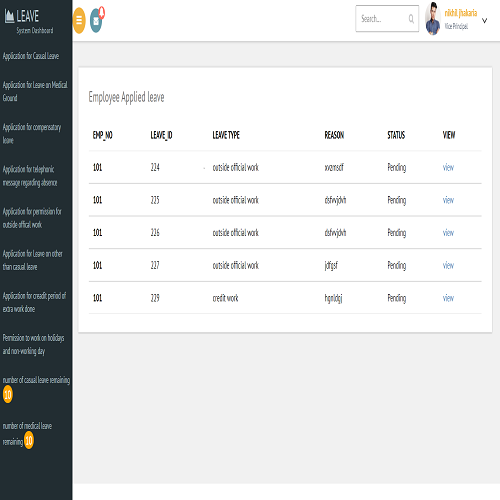 LEAVE
System Dashboard
Search...
nikhil jhakaria
Vice Principal
Application for Casual Leave
Application for Leave on Medical
Ground
Application for compensatory
leave
Application for telephonic
message regarding absence
Application for permission for
outside offical work
Application for Leave on other
than casual leave
Application for creadit period of
extra work done
Permission to work on holidays
and non-working day
number of casual leave remaining
10
number of medical leave
remaining 10
Employee Applied leave
EMP_NO LEAVE_ID LEAVE TYPE REASON STATUS VIEW
101 224 outside official work Pending view
101 225 outside official work dsfvvjdvh Pending view
101 226 outside official work dsfvvjdvh Pending view
101 227 outside official work jdfgsf Pending view
101 229 credit work Pending view